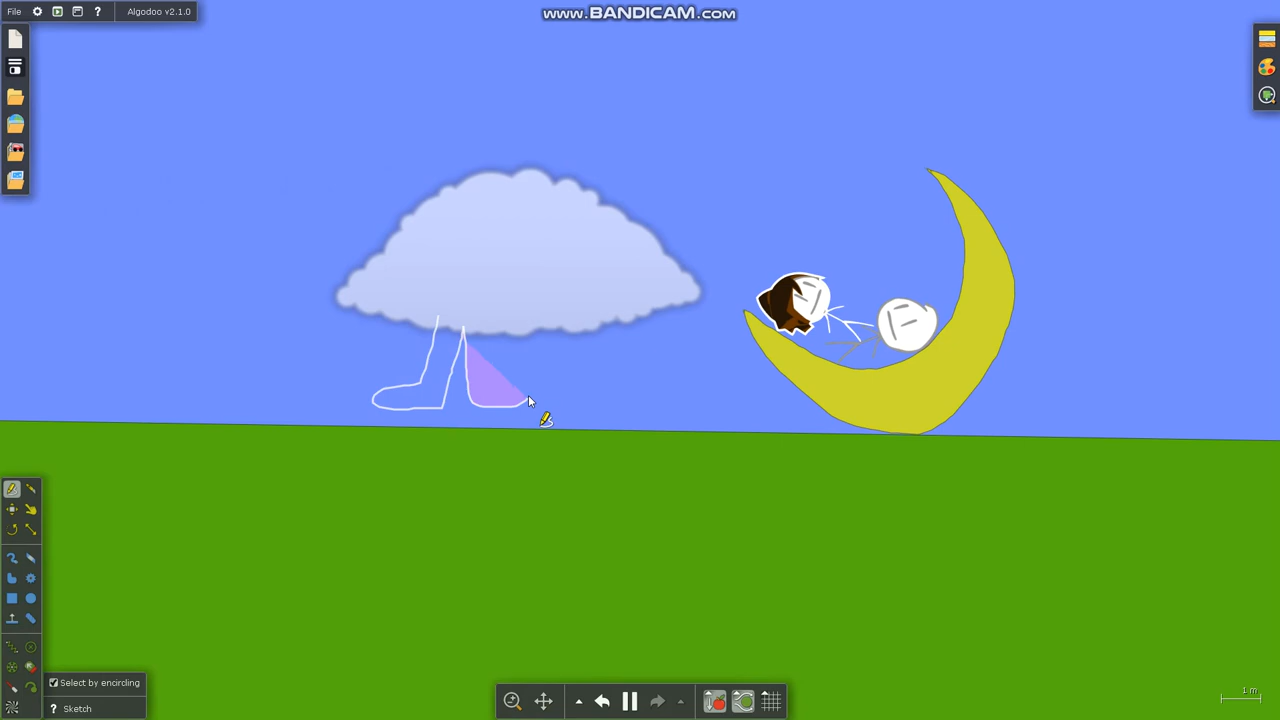 File ? Algodoo v2.1.0
www.BANDICAM.com
Select by encircling
? Sketch
1 m